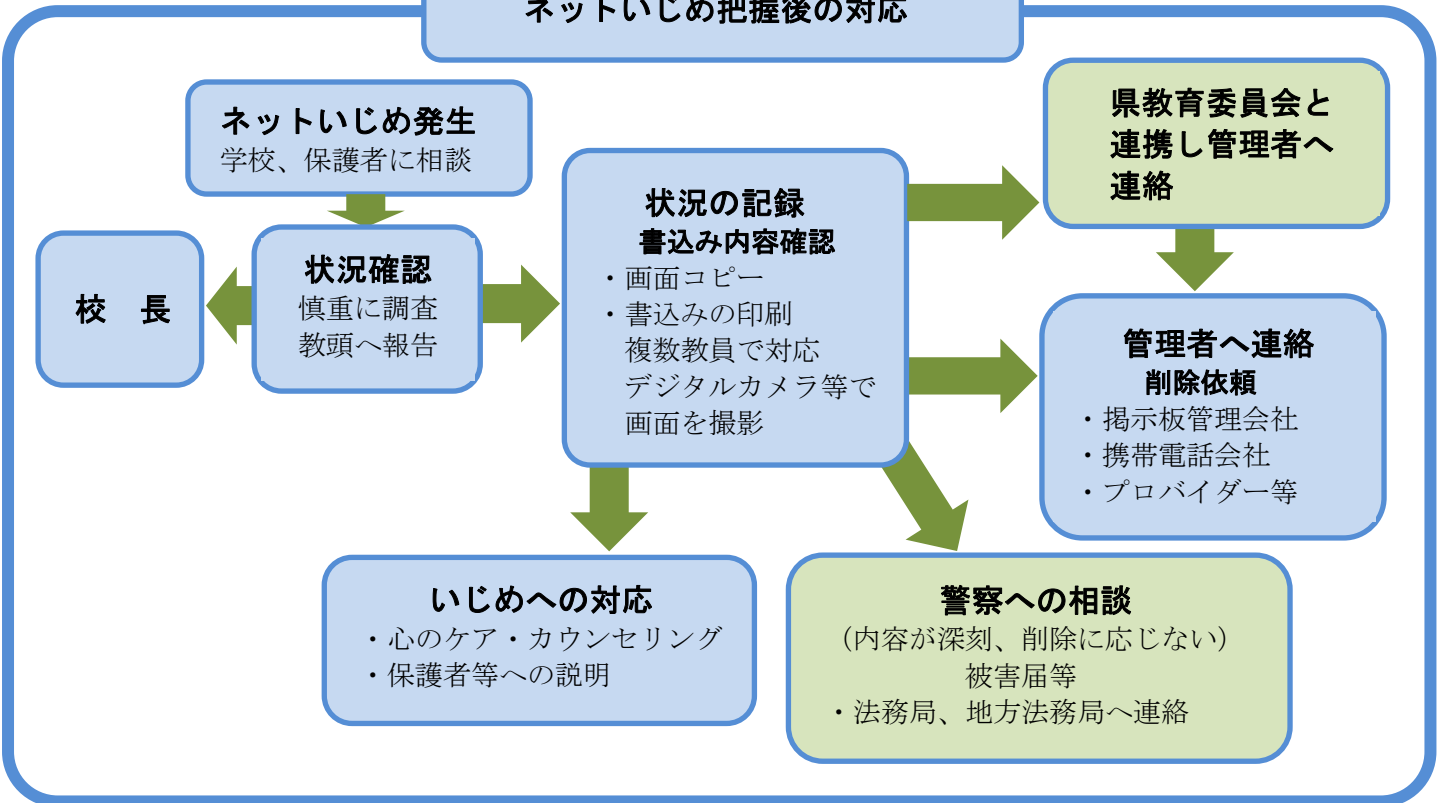 ネットいじめ把握後の対応
ネットいじめ発生
学校、保護者に相談
校　長
状況確認
慎重に調査
教頭へ報告
状況の記録
書込み内容確認
・画面コピー
・書込みの印刷
複数教員で対応
デジタルカメラ等で
画面を撮影
県教育委員会と
連携し管理者へ
連絡
管理者へ連絡
削除依頼
・掲示板管理会社
・携帯電話会社
・プロバイダー等
いじめへの対応
・心のケア・カウンセリング
・保護者等への説明
警察への相談
（内容が深刻、削除に応じない）
被害届等
・法務局、地方法務局へ連絡